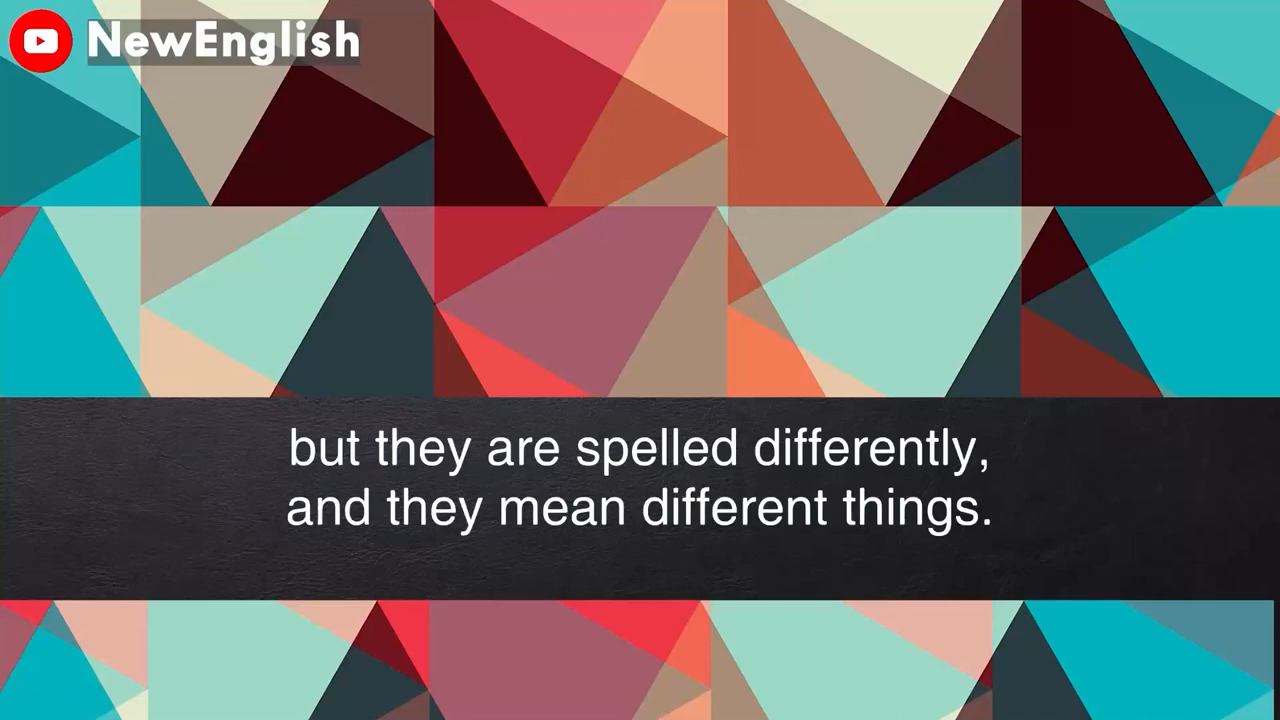 NewEnglish
but they are spelled differently,
and they mean different things.